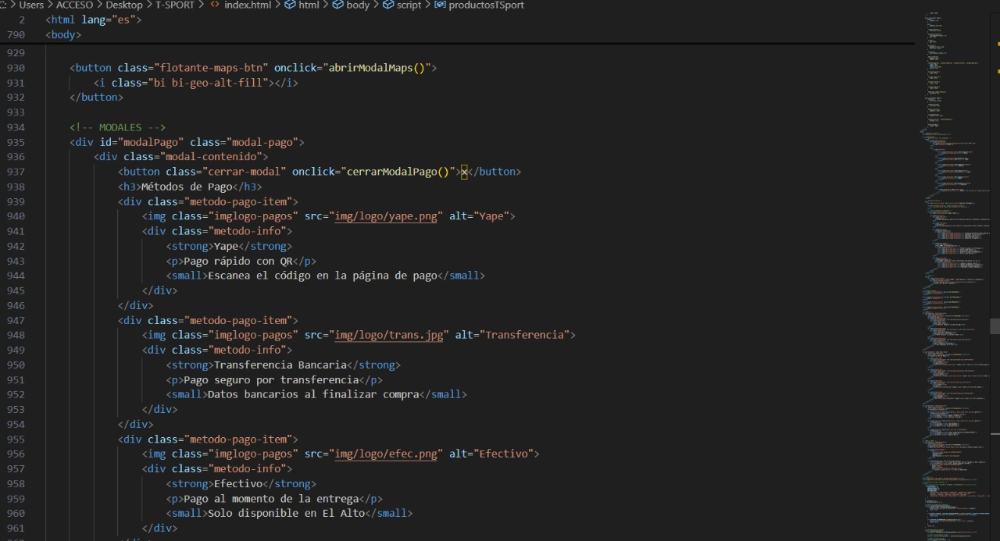 C: > Users > ACCESO > Desktop > T-SPORT > <> index.html > html > body > script > productosTSport
2 <html lang="es">
790 <body>
929
930 <button class="flotante-maps-btn" onclick="abrirModalMaps()">
931 <i class="bi bi-geo-alt-fill"></i>
932 </button>
933
934 <!-- MODALES -->
935 <div id="modalPago" class="modal-pago">
936 <div class="modal-contenido">
937 <button class="cerrar-modal" onclick="cerrarModalPago()">×</button>
938 <h3>Métodos de Pago</h3>
939 <div class="metodo-pago-item">
940 <img class="imglogo-pagos" src="img/logo/yape.png" alt="Yape">
941 <div class="metodo-info">
942 <strong>Yape</strong>
943 <p>Pago rápido con QR</p>
944 <small>Escanea el código en la página de pago</small>
945 </div>
946 </div>
947 <div class="metodo-pago-item">
948 <img class="imglogo-pagos" src="img/logo/trans.jpg" alt="Transferencia">
949 <div class="metodo-info">
950 <strong>Transferencia Bancaria</strong>
951 <p>Pago seguro por transferencia</p>
952 <small>Datos bancarios al finalizar compra</small>
953 </div>
954 </div>
955 <div class="metodo-pago-item">
956 <img class="imglogo-pagos" src="img/logo/efec.png" alt="Efectivo">
957 <div class="metodo-info">
958 <strong>Efectivo</strong>
959 <p>Pago al momento de la entrega</p>
960 <small>Solo disponible en El Alto</small>
961 </div>